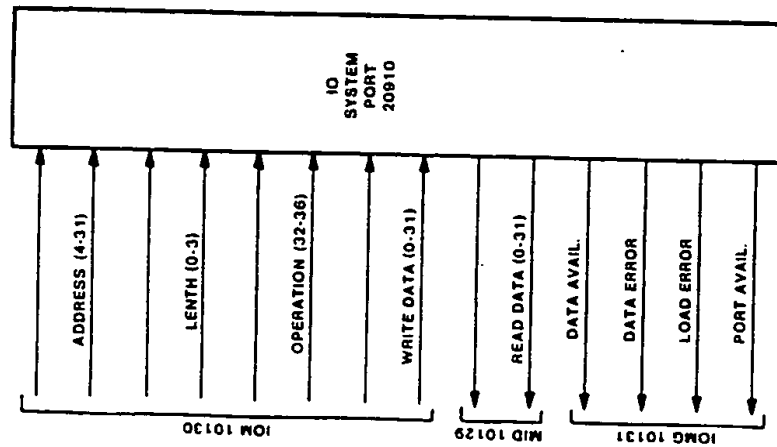 IO
SYSTEM
PORT
20910
ADDRESS (4-31)
LENTH (0-3)
OPERATION (32-36)
WRITE DATA (0-31)
READ DATA (0-31)
DATA AVAIL.
DATA ERROR
LOAD ERROR
PORT AVAIL.
IOM 10130
MID 10129
IOMG 10131